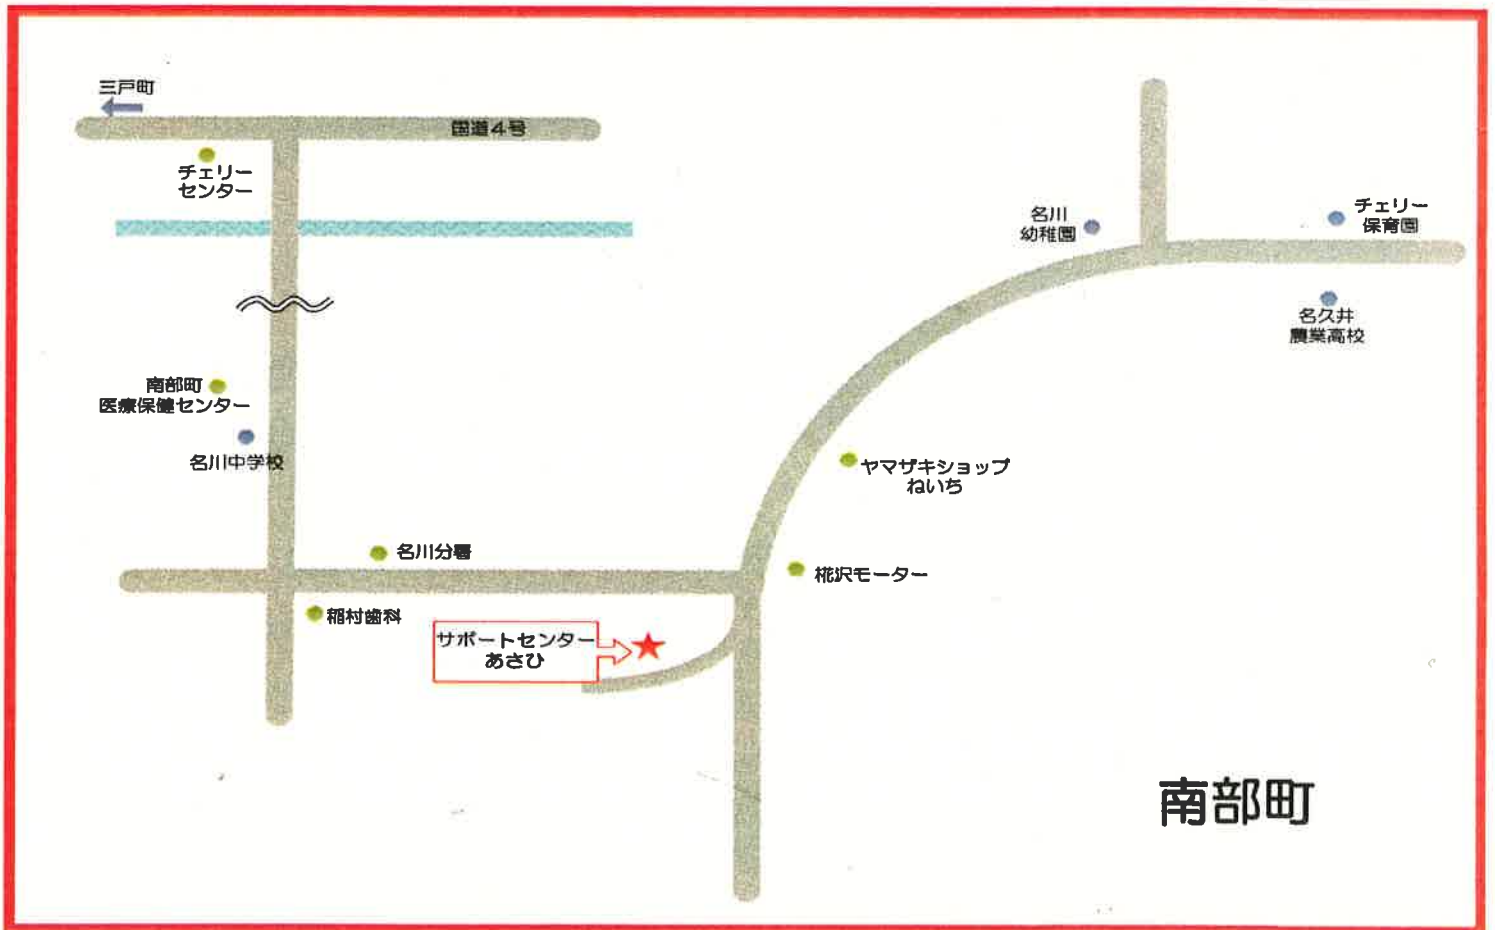 三戸町
国道4号
チェリー
センター
名川
幼稚園
チェリー
保育園
名久井
農業高校
南部町
医療保健センター
名川中学校
ヤマザキショップ
ねいち
名川分署
椛沢モーター
稲村歯科
サポートセンター
あさひ
南部町